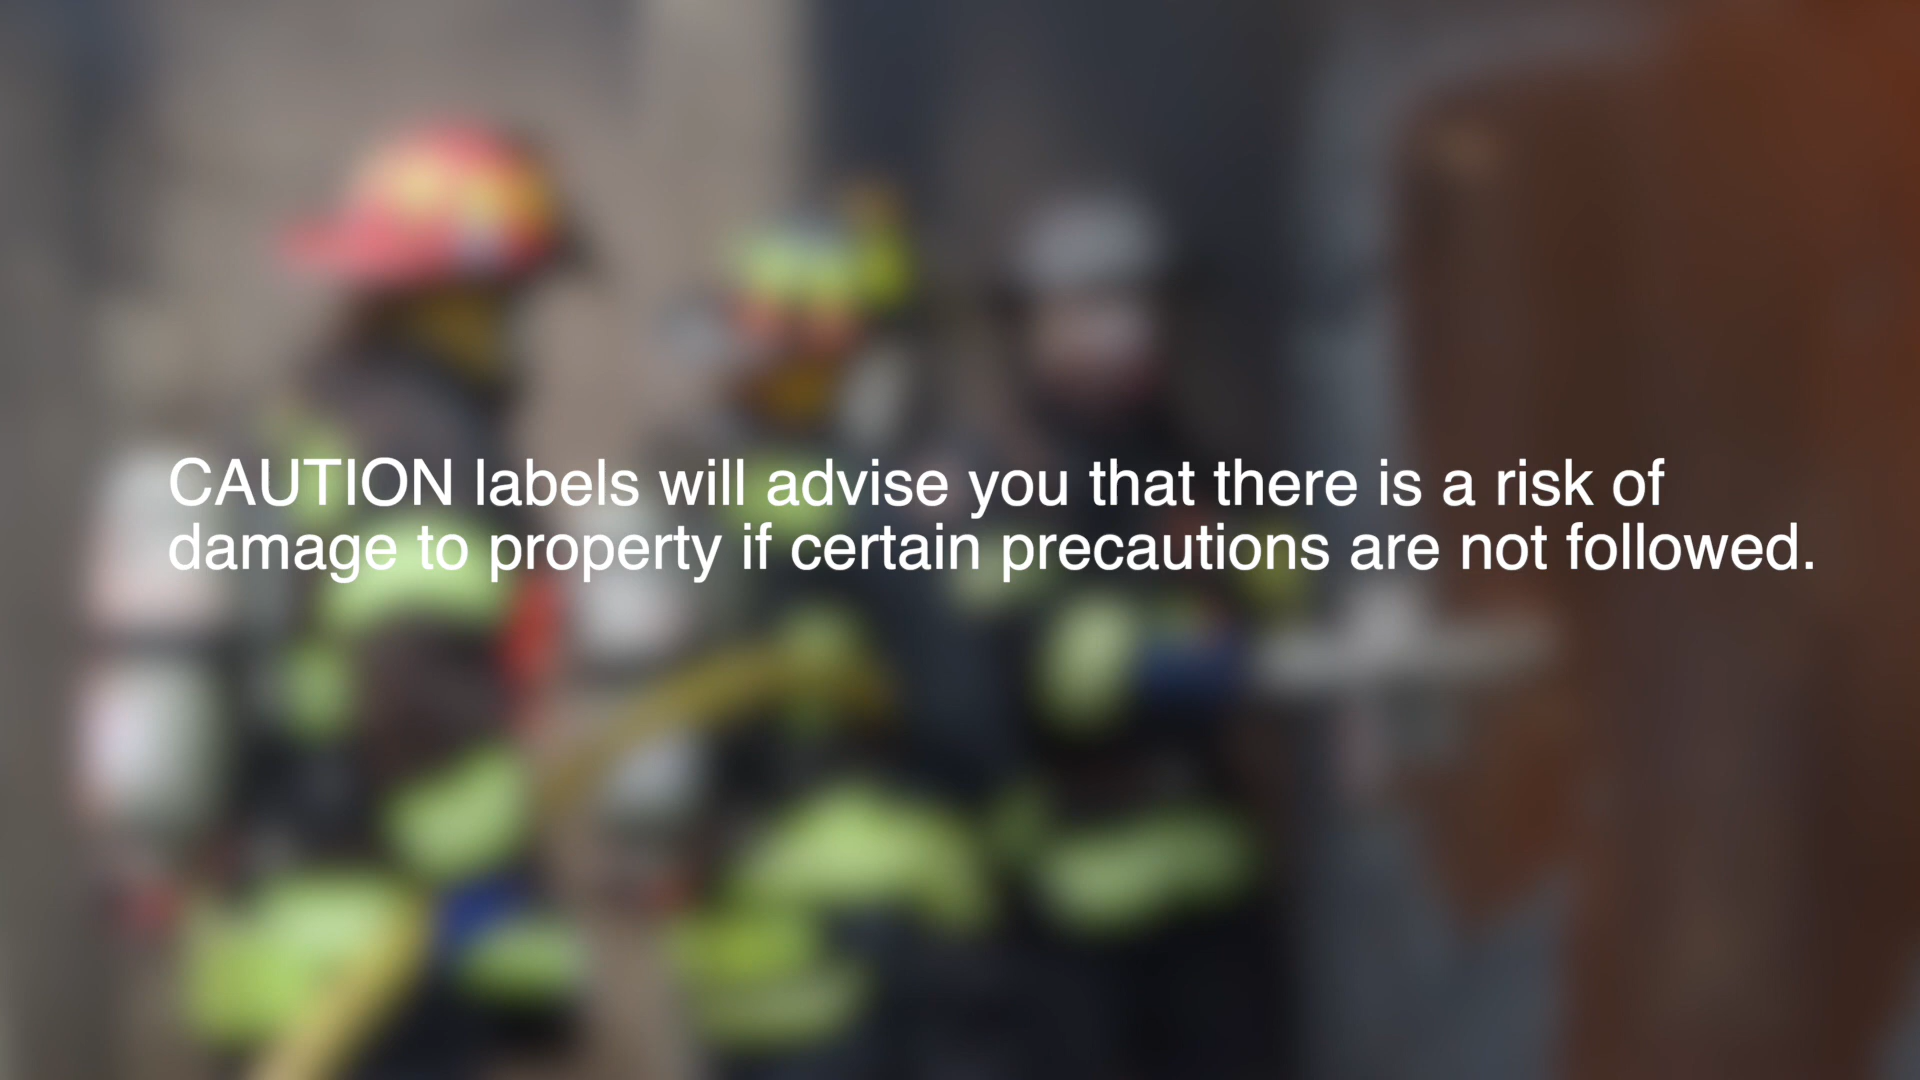 CAUTION labels will advise you that there is a risk of
damage to property if certain precautions are not followed.